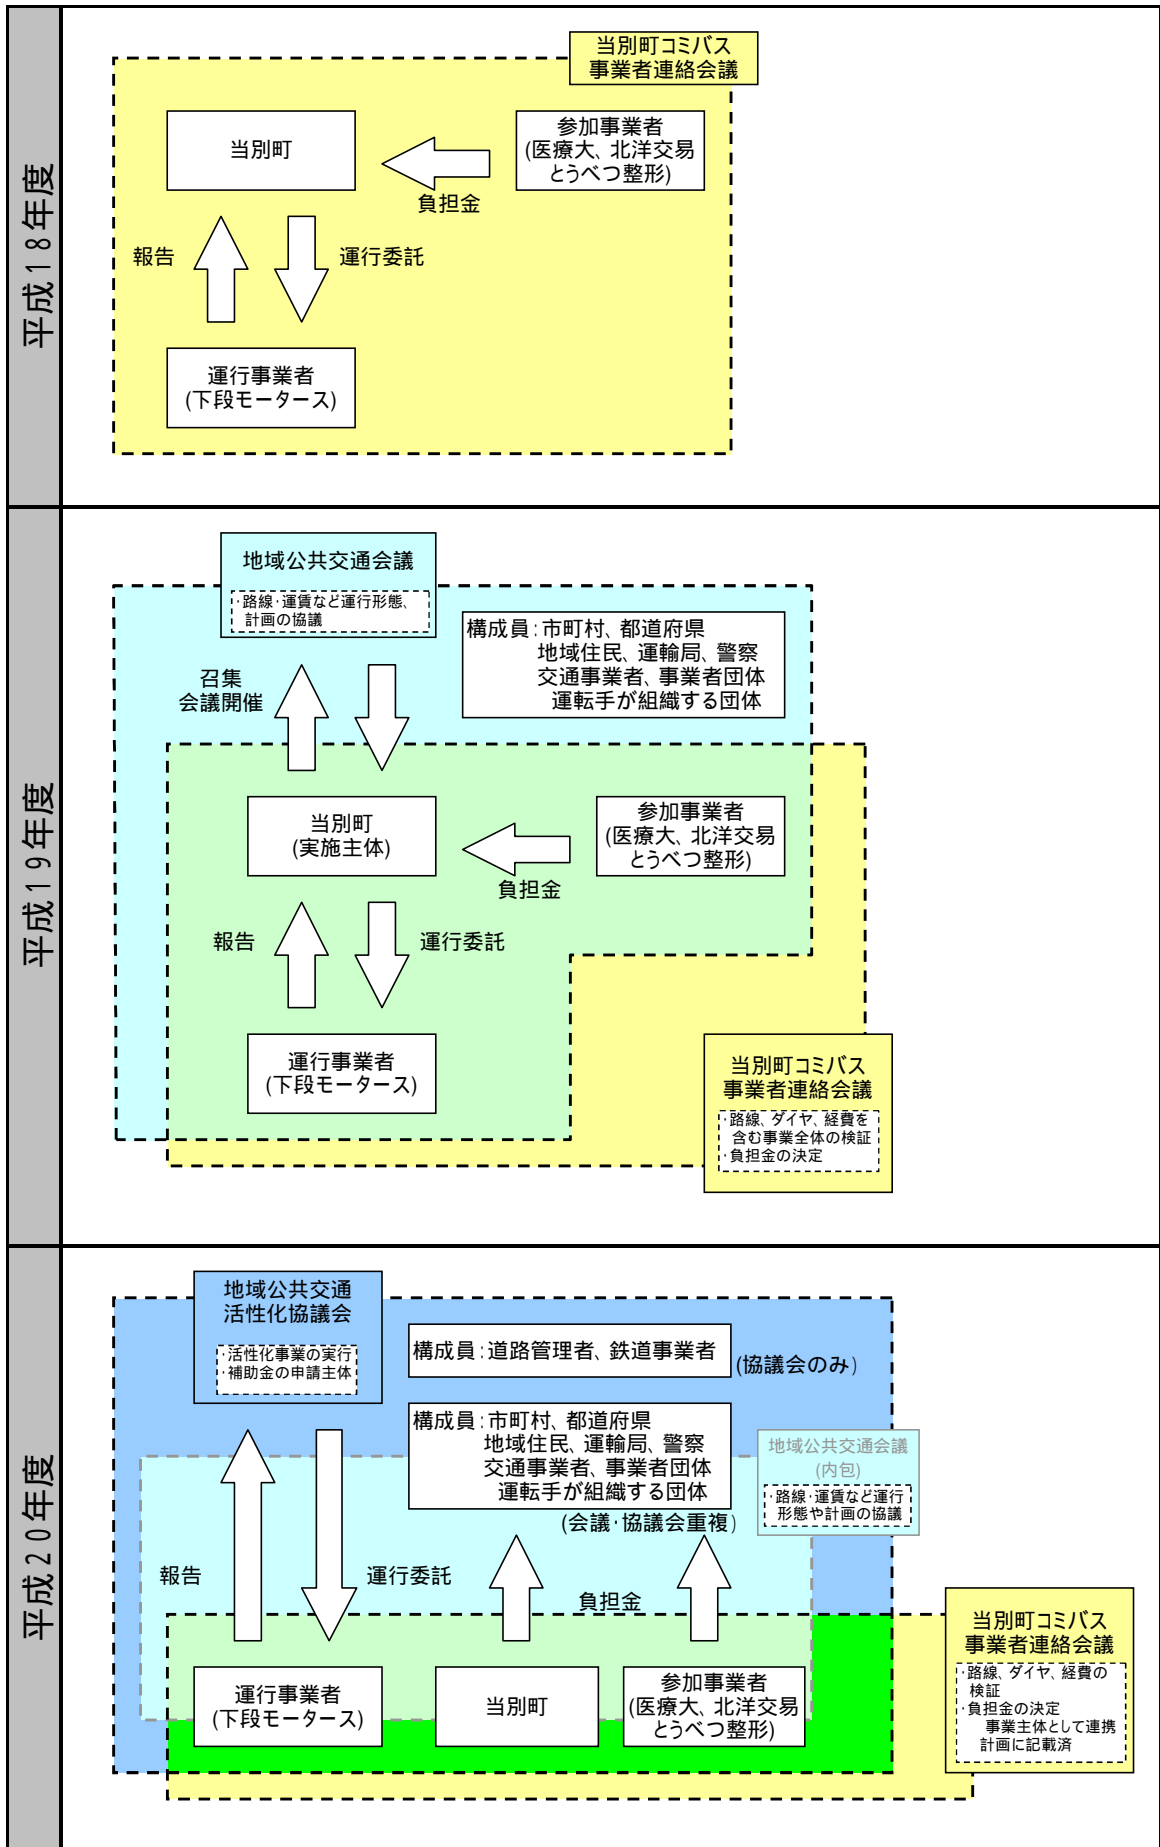 平成18年度
当別町コミバス
事業者連絡会議
当別町
参加事業者
(医療大、北洋交易
とうべつ整形)
負担金
報告
運行委託
運行事業者
(下段モータース)
平成19年度
地域公共交通会議
・路線・運賃など運行形態、
計画の協議
構成員：市町村、都道府県
地域住民、運輸局、警察
交通事業者、事業者団体
運転手が組織する団体
召集
会議開催
当別町
(実施主体)
参加事業者
(医療大、北洋交易
とうべつ整形)
負担金
報告
運行委託
運行事業者
(下段モータース)
当別町コミバス
事業者連絡会議
・路線、ダイヤ、経費を
含む事業全体の検証
・負担金の決定
平成20年度
地域公共交通
活性化協議会
・活性化事業の実行
・補助金の申請主体
構成員：道路管理者、鉄道事業者
(協議会のみ)
構成員：市町村、都道府県
地域住民、運輸局、警察
交通事業者、事業者団体
運転手が組織する団体
(会議・協議会重複)
地域公共交通会議
(内包)
・路線・運賃など運行
形態や計画の協議
報告
運行委託
負担金
運行事業者
(下段モータース)
当別町
参加事業者
(医療大、北洋交易
とうべつ整形)
当別町コミバス
事業者連絡会議
・路線、ダイヤ、経費の
検証
・負担金の決定
事業主体として連携
計画に記載済